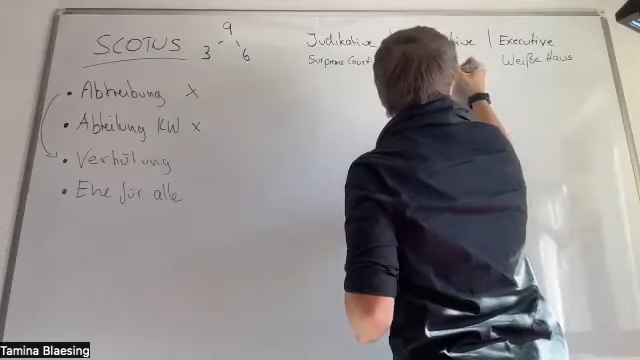 SCOTUS
9
3 6
Judikative | | Executive
Supreme Court Weiße Haus
• Abtreibung X
• Abteilung KW X
• Verhütung
• Ehe für alle
Tamina Blaesing